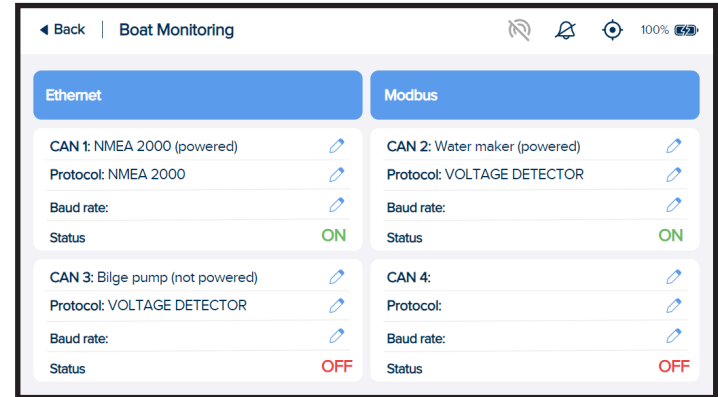 Back
Boat Monitoring
100%
Ethernet
Modbus
CAN 1: NMEA 2000 (powered)
Protocol: NMEA 2000
Baud rate:
Status ON
CAN 2: Water maker (powered)
Protocol: VOLTAGE DETECTOR
Baud rate:
Status ON
CAN 3: Bilge pump (not powered)
Protocol: VOLTAGE DETECTOR
Baud rate:
Status OFF
CAN 4:
Protocol:
Baud rate:
Status OFF